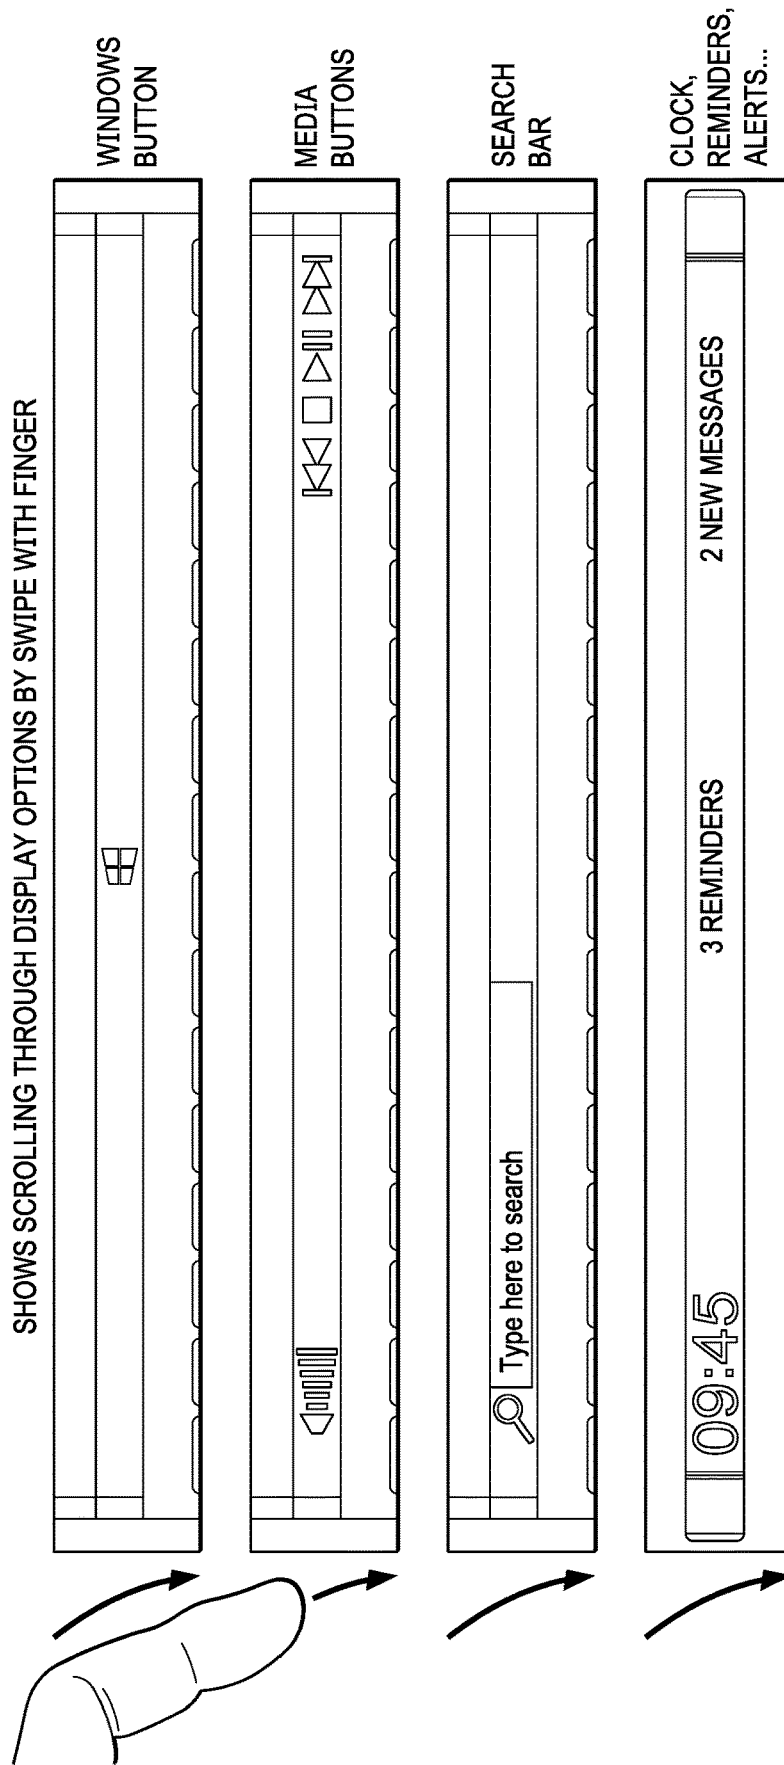 SHOWS SCROLLING THROUGH DISPLAY OPTIONS BY SWIPE WITH FINGER
WINDOWS
BUTTON
MEDIA
BUTTONS
Type here to search
SEARCH
BAR
09:45
3 REMINDERS
2 NEW MESSAGES
CLOCK,
REMINDERS,
ALERTS...